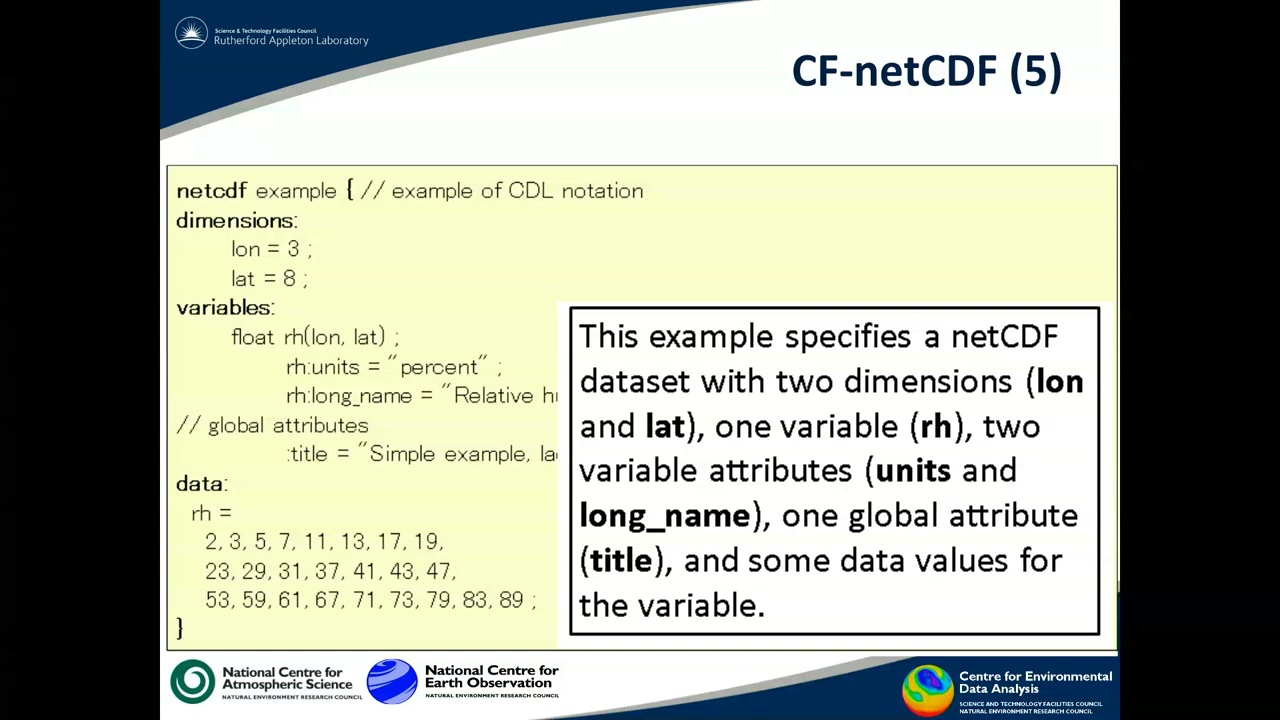 Science & Technology Facilities Council
Rutherford Appleton Laboratory
CF-netCDF (5)
netcdf example { // example of CDL notation
dimensions:
lon = 3 ;
lat = 8 ;
variables:
float rh(lon, lat) ;
rh:units = "percent" ;
rh:long_name = "Relative hu
// global attributes
:title = "Simple example, lac
data:
rh =
2, 3, 5, 7, 11, 13, 17, 19,
23, 29, 31, 37, 41, 43, 47,
53, 59, 61, 67, 71, 73, 79, 83, 89 ;
}
This example specifies a netCDF
dataset with two dimensions (lon
and lat), one variable (rh), two
variable attributes (units and
long_name), one global attribute
(title), and some data values for
the variable.
National Centre for
Atmospheric Science
NATURAL ENVIRONMENT RESEARCH COUNCIL
National Centre for
Earth Observation
NATURAL ENVIRONMENT RESEARCH COUNCIL
Centre for Environmental
Data Analysis
SCIENCE AND TECHNOLOGY FACILITIES COUNCIL
NATURAL ENVIRONMENT RESEARCH COUNCIL